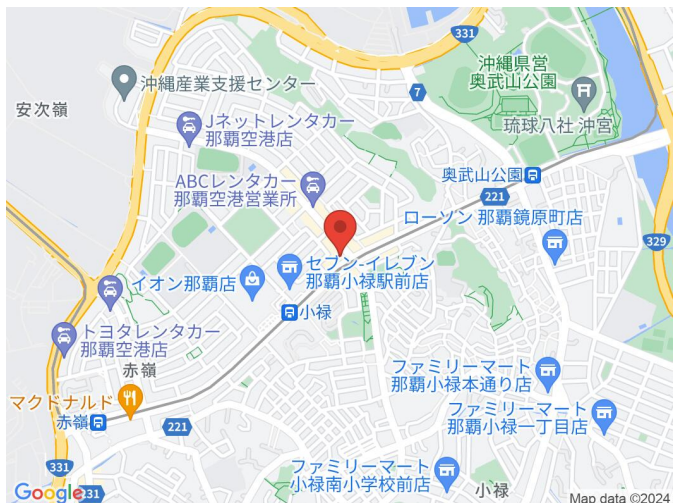 331
沖縄県営
奥武山公園
沖縄産業支援センター
7
安次嶺
Jネットレンタカー
那覇空港店
琉球八社 沖宮
ABCレンタカー
那覇空港営業所
奥武山公園
221
ローソン 那覇鏡原町店
329
セブン-イレブン
那覇小禄駅前店
イオン那覇店
小禄
トヨタレンタカー
那覇空港店
赤嶺
ファミリーマート
那覇小禄本通り店
マクドナルド
赤嶺
221
ファミリーマート
那覇小禄一丁目店
331
ファミリーマート
小禄南小学校前店
小禄
Google
231
Map data ©2024